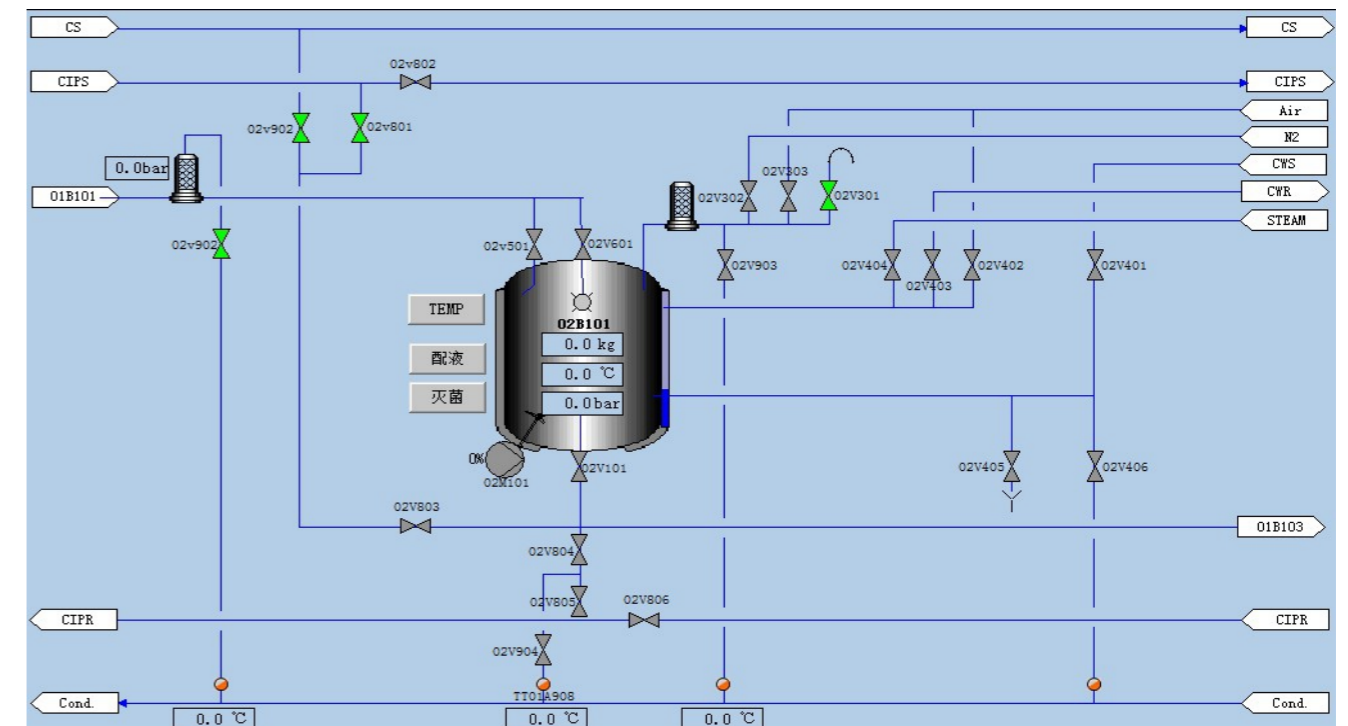 CS
CS
02v802
CIPS
CIPS
Air
02v902
02v801
N2
0.0bar
02V303
CWS
01B101
02V302
02V301
CWR
STEAM
02v902
02v501
02V601
02V903
02V404
02V403
02V402
02V401
TEMP
02B101
0.0 kg
配液
0.0 ℃
灭菌
0.0bar
0%
02M101
02V101
02V405
02V406
02V803
01B103
02V804
02V805
02V806
CIPR
CIPR
02V904
TT01A908
Cond.
Cond.
0.0 ℃
0.0 ℃
0.0 ℃